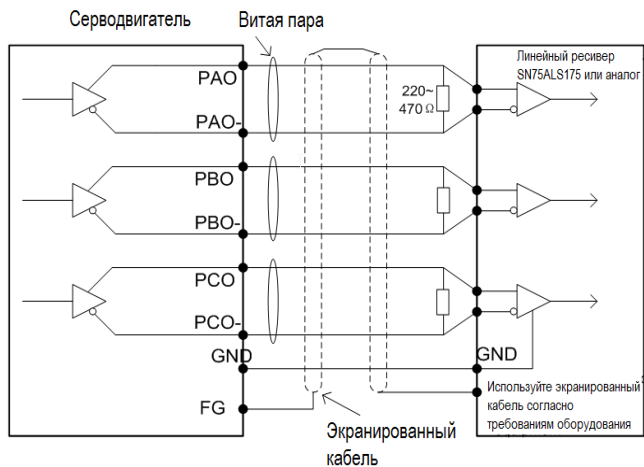 Серводвигатель
Витая пара
Линейный ресивер
SN75ALS175 или аналог
PAO
220~
470 Ω
PAO-
PBO
PBO-
PCO
PCO-
GND
GND
FG
Используйте экранированный
кабель согласно
требованиям оборудования
Экранированный
кабель